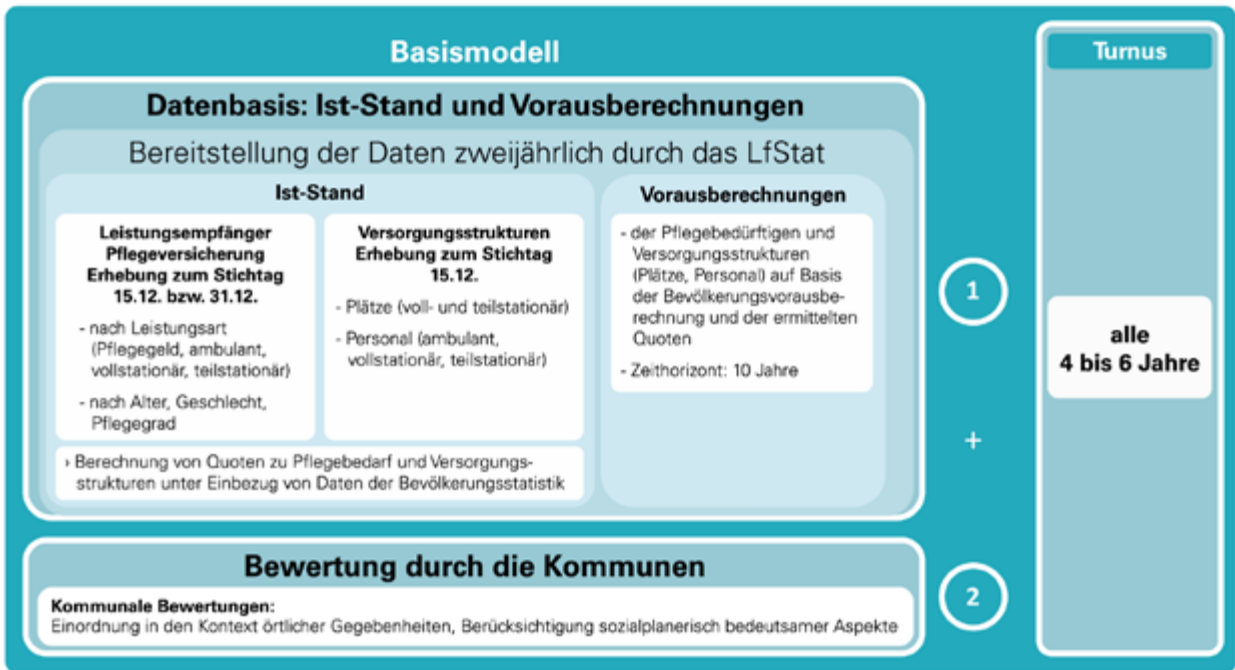 Basismodell
Turnus
Datenbasis: Ist-Stand und Vorausberechnungen
Bereitstellung der Daten zweijährlich durch das LfStat
Ist-Stand
Leistungsempfänger
Pflegeversicherung
Erhebung zum Stichtag
15.12. bzw. 31.12.
- nach Leistungsart
(Pflegegeld, ambulant,
vollstationär, teilstationär)
- nach Alter, Geschlecht,
Pflegegrad
Versorgungsstrukturen
Erhebung zum Stichtag
15.12.
- Plätze (voll- und teilstationär)
- Personal (ambulant,
vollstationär, teilstationär)
› Berechnung von Quoten zu Pflegebedarf und Versorgungs-
strukturen unter Einbezug von Daten der Bevölkerungsstatistik
Vorausberechnungen
- der Pflegebedürftigen und
Versorgungsstrukturen
(Plätze, Personal) auf Basis
der Bevölkerungsvorausbe-
rechnung und der ermittelten
Quoten
- Zeithorizont: 10 Jahre
1
+
alle
4 bis 6 Jahre
Bewertung durch die Kommunen
Kommunale Bewertungen:
Einordnung in den Kontext örtlicher Gegebenheiten, Berücksichtigung sozialplanerisch bedeutsamer Aspekte
2